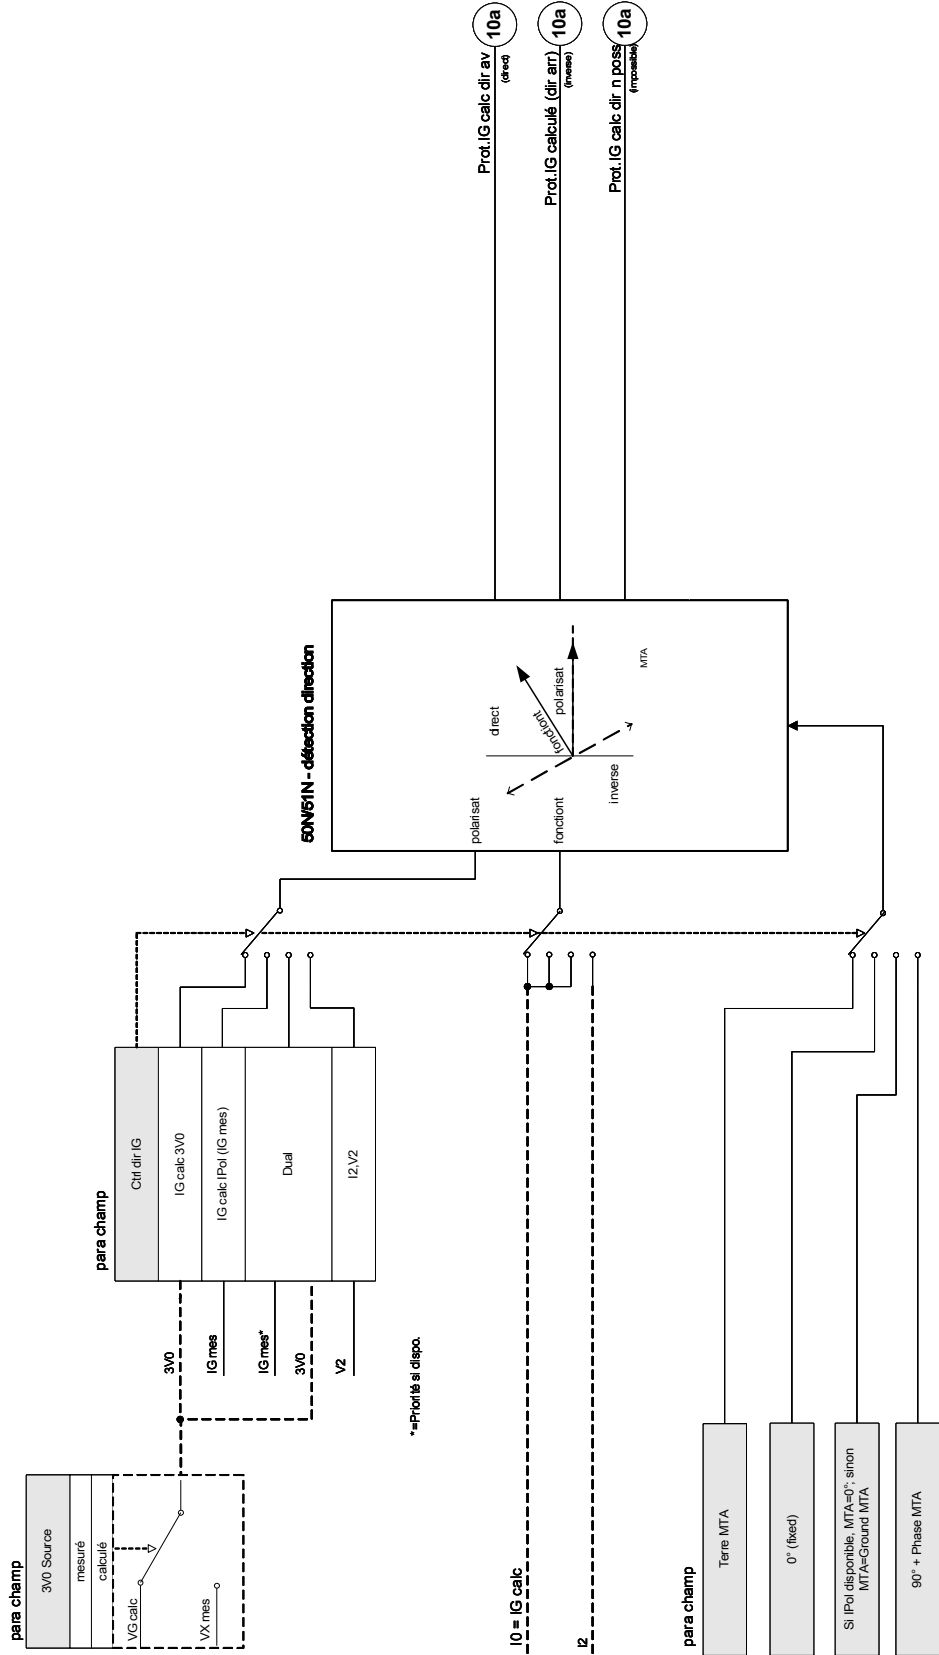 para champ
3V0 Source
mesuré
calculé
VG calc
VX mes
para champ
Ctrl dir IG
IG calc 3V0
IG calc IPol (IG mes)
Dual
I2,V2
3V0
IG mes
IG mes*
3V0
V2
*=Priorité si dispo.
I0 = IG calc
I2
para champ
Terre MTA
0° (fixed)
Si IPol disponible, MTA=0°; sinon
MTA=Ground MTA
90° + Phase MTA
50N/51N - détection direction
polarisat
fonctiont
direct
inverse
fonctiont
polarisat
MTA
Prot.IG calc dir av
(direct)
10a
Prot.IG calculé (dir arr)
(inverse)
10a
Prot.IG calc dir n poss
(impossible)
10a